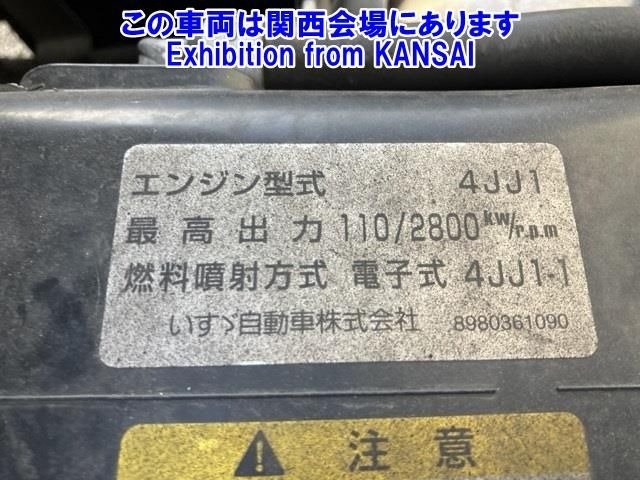 この車両は関西会場にあります
Exhibition from KANSAI
エンジン型式 4JJ1
最高出力 110/2800 kW/r.p.m
燃料噴射方式 電子式 4JJ1-1
いすゞ自動車株式会社 8980361090
注意